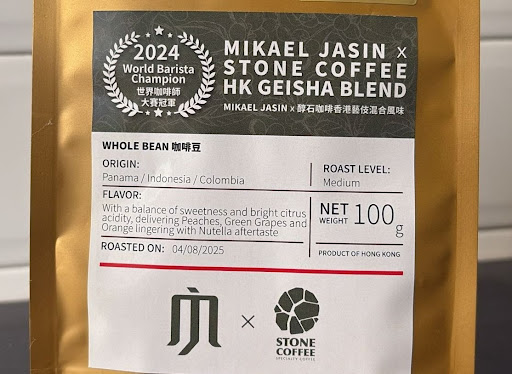 2024
World Barista
Champion
世界咖啡師
大賽冠軍
MIKAEL JASIN x
STONE COFFEE
HK GEISHA BLEND
MIKAEL JASIN x 醇石咖啡香港藝伎混合風味
WHOLE BEAN 咖啡豆
ORIGIN:
Panama / Indonesia / Colombia
ROAST LEVEL:
Medium
FLAVOR:
With a balance of sweetness and bright citrus
acidity, delivering Peaches, Green Grapes and
Orange lingering with Nutella aftertaste
NET
WEIGHT 100g
ROASTED ON: 04/08/2025
PRODUCT OF HONG KONG
×
STONE
COFFEE
SPECIALTY COFFEE